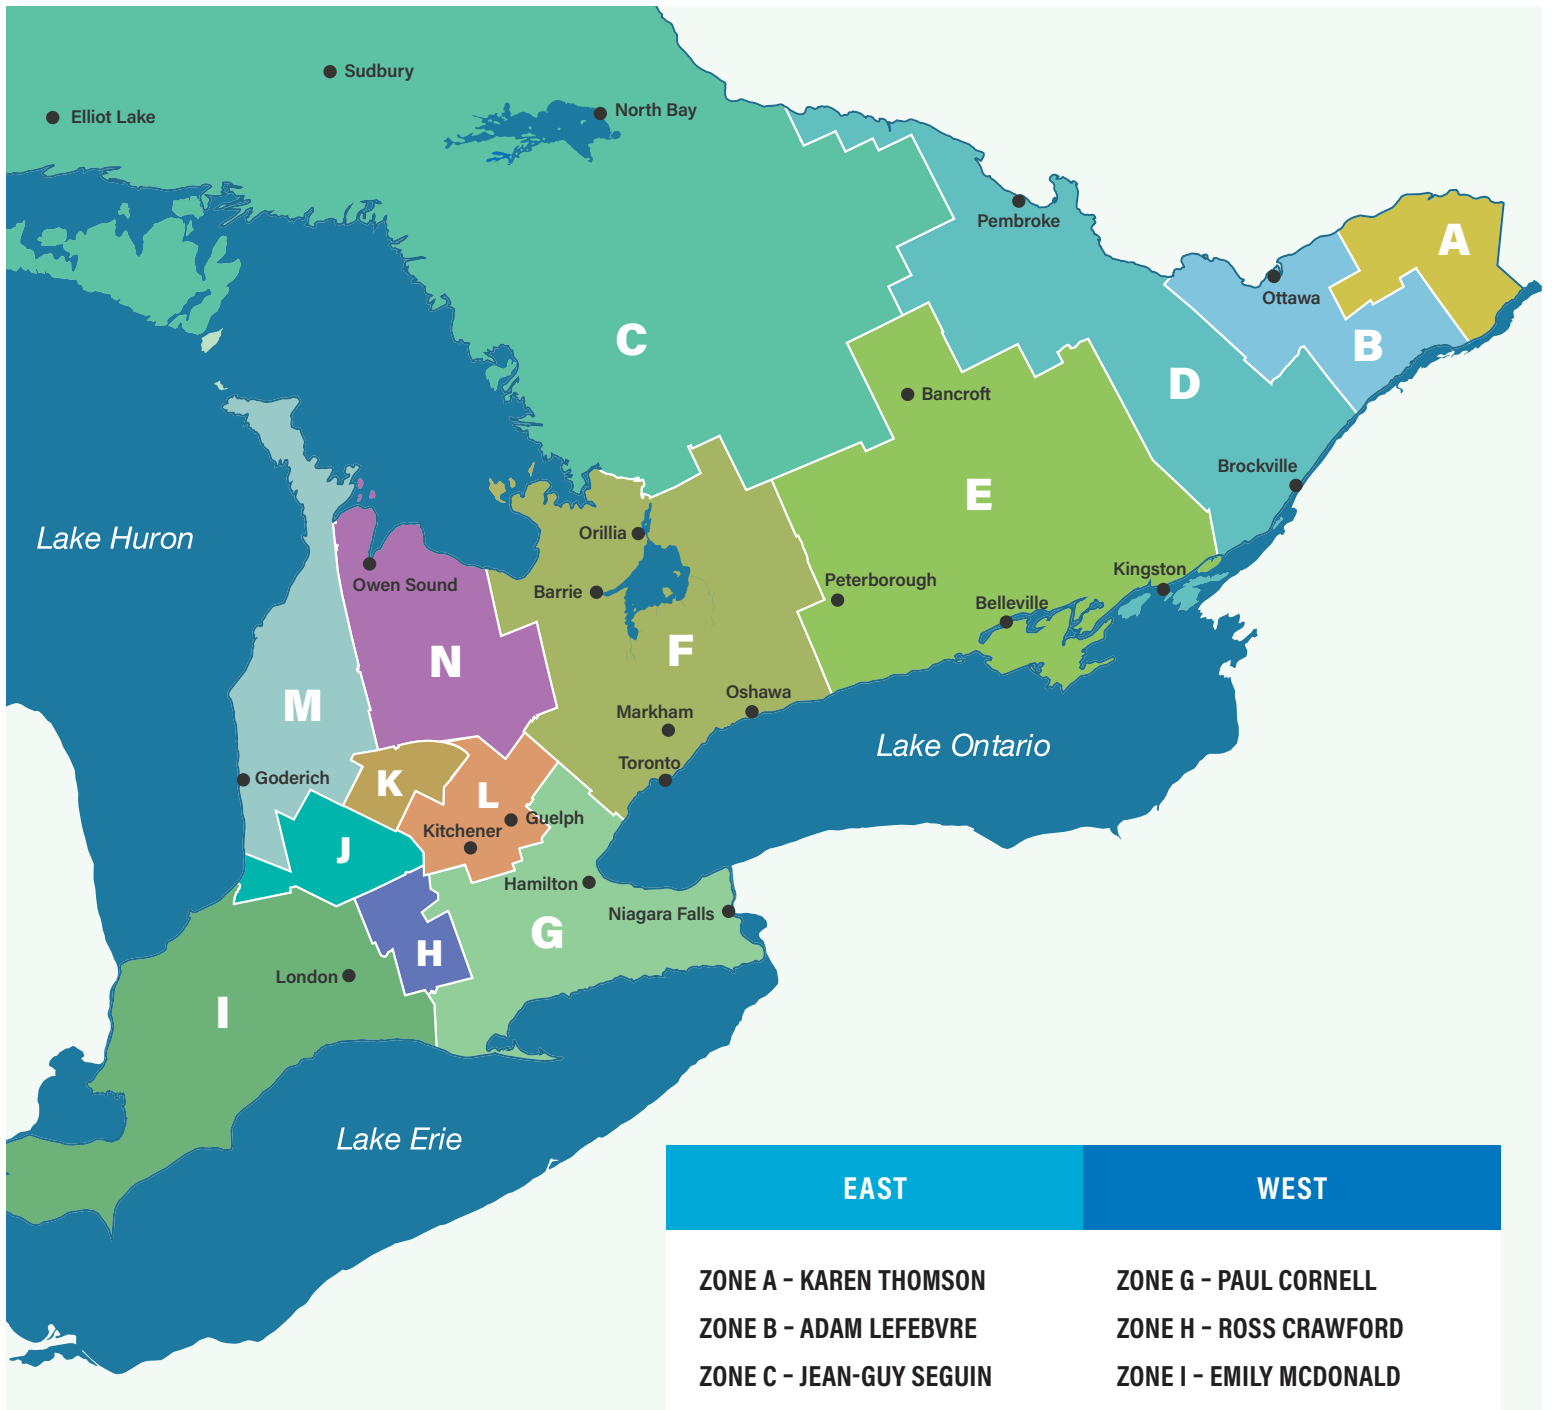 Sudbury
North Bay
Elliot Lake
Pembroke
A
Ottawa
C
B
D
Bancroft
Brockville
E
Lake Huron
Orillia
Owen Sound
Barrie
Peterborough
Kingston
Belleville
N
F
M
Oshawa
Markham
Lake Ontario
Toronto
Goderich
K
L
Guelph
Kitchener
J
Hamilton
Niagara Falls
G
H
London
I
Lake Erie
EAST
WEST
ZONE A – KAREN THOMSON
ZONE G – PAUL CORNELL
ZONE B – ADAM LEFEBVRE
ZONE H – ROSS CRAWFORD
ZONE C – JEAN-GUY SEGUIN
ZONE I – EMILY MCDONALD